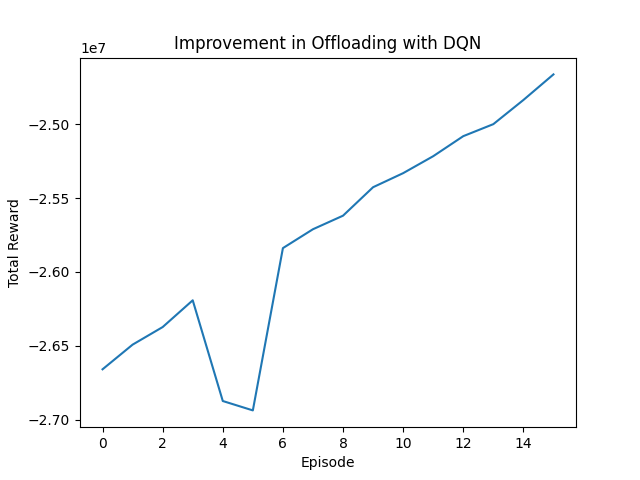 Improvement in Offloading with DQN
1e7
−2.50
−2.55
−2.60
−2.65
−2.70
Total Reward
0 2 4 6 8 10 12 14
Episode